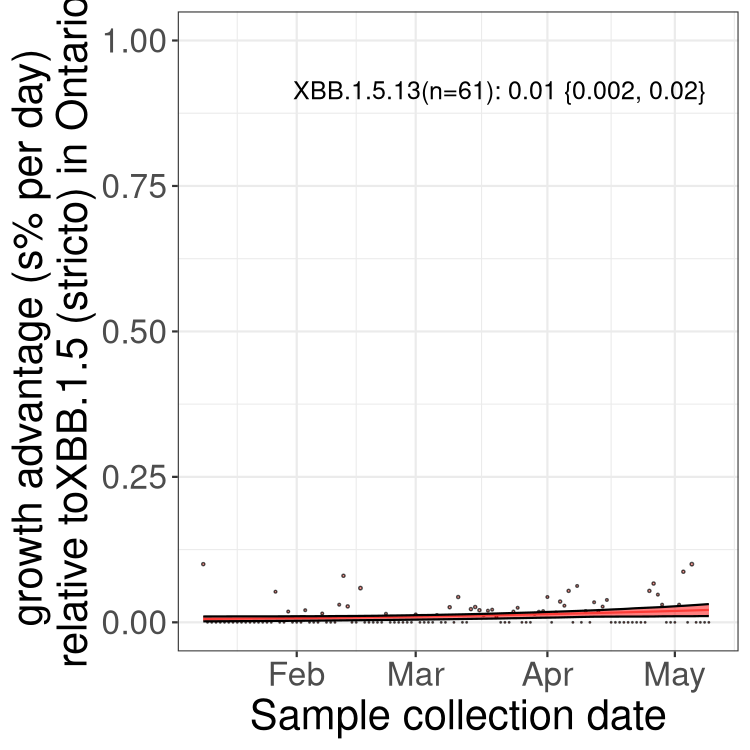 growth advantage (s% per day)
relative toXBB.1.5 (stricto) in Ontario
1.00
0.75
0.50
0.25
0.00
XBB.1.5.13(n=61): 0.01 {0.002, 0.02}
Feb
Mar
Apr
May
Sample collection date